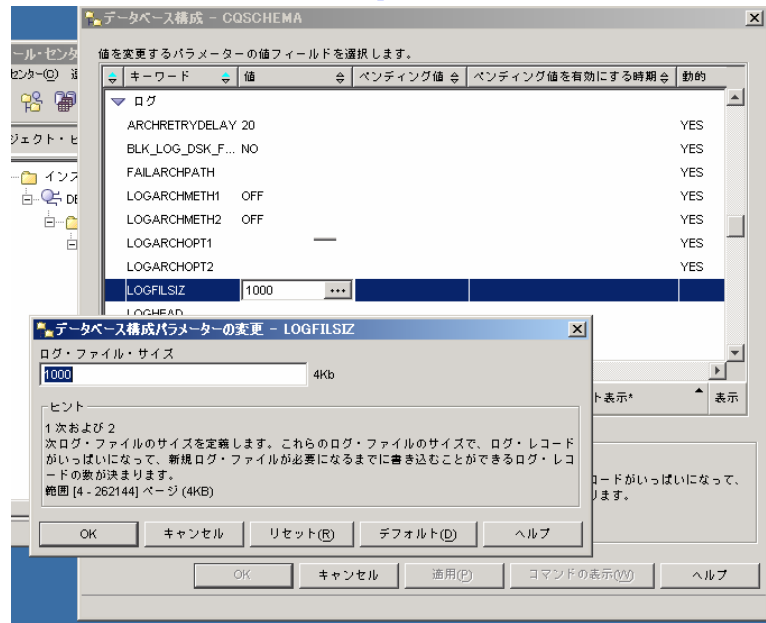 データベース構成 - CQSCHEMA
ール・センタ
値を変更するパラメーターの値フィールドを選択します。
キーワード 値 ペンディング値 ペンディング値を有効にする時期 動的
ログ
ARCHRETRYDELAY 20 YES
BLK_LOG_DSK_F... NO YES
FAILARCHPATH YES
LOGARCHMETH1 OFF YES
LOGARCHMETH2 OFF YES
LOGARCHOPT1 YES
LOGARCHOPT2 YES
LOGFILSIZ 1000 ...
LOGHEAD
ジェクト・ビ
インス
DE
データベース構成パラメーターの変更 - LOGFILSIZ
ログ・ファイル・サイズ
1000 4Kb
ヒント
1 次および 2
次ログ・ファイルのサイズを定義します。これらのログ・ファイルのサイズで、ログ・レコード
がいっぱいになって、新規ログ・ファイルが必要になるまでに書き込むことができるログ・レコ
ードの数が決まります。
範囲 [4 - 262144] ページ (4KB)
OK キャンセル リセット(R) デフォルト(D) ヘルプ
ト表示* 表示
ードがいっぱいになって、
ります。
OK キャンセル 適用(P) コマンドの表示(W) ヘルプ